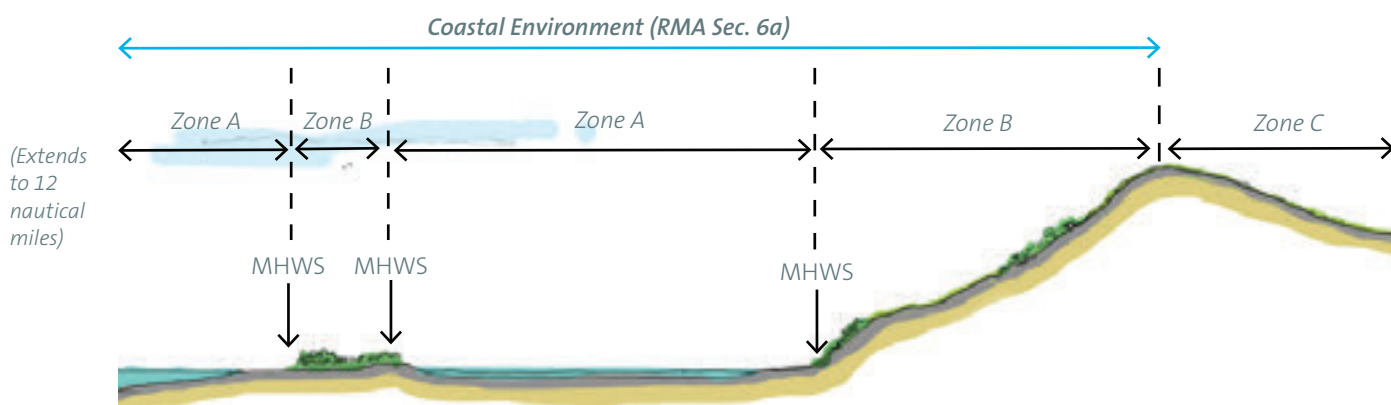 Coastal Environment (RMA Sec. 6a)
Zone A
Zone B
Zone A
Zone B
Zone C
(Extends
to 12
nautical
miles)
MHWS
MHWS
MHWS